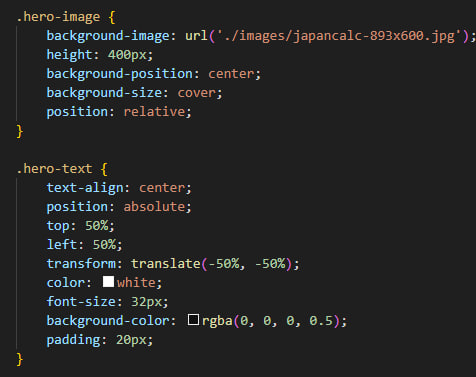 .hero-image {
    background-image: url('./images/japancalc-893x600.jpg');
    height: 400px;
    background-position: center;
    background-size: cover;
    position: relative;
}

.hero-text {
    text-align: center;
    position: absolute;
    top: 50%;
    left: 50%;
    transform: translate(-50%, -50%);
    color: white;
    font-size: 32px;
    background-color: rgba(0, 0, 0, 0.5);
    padding: 20px;
}